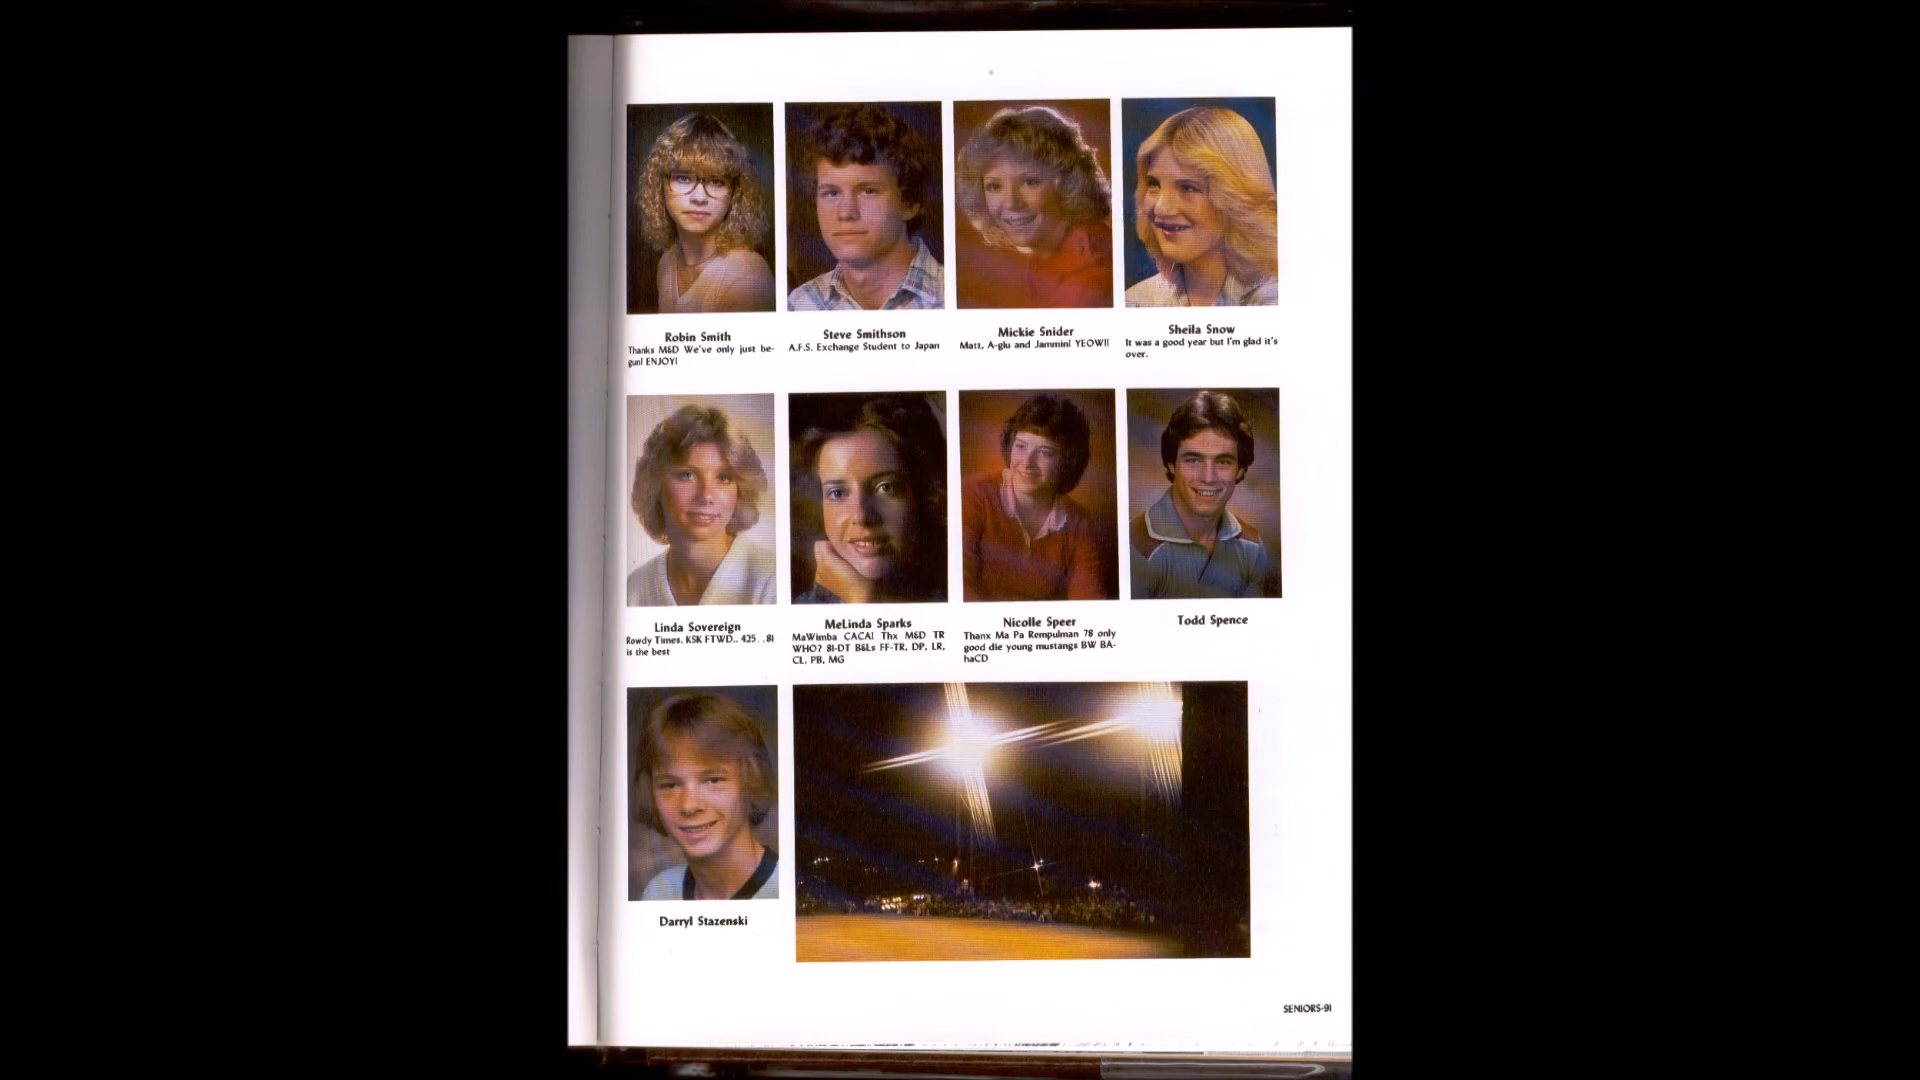 Robin Smith
Thanks M&D We've only just be-
gun! ENJOY!
Steve Smithson
A.F.S. Exchange Student to Japan
Mickie Snider
Matt, A-glu and Jammin! YEOW!!
Sheila Snow
It was a good year but I'm glad it's
over.
Linda Sovereign
Rowdy Times. KSK FTWD.. 425. .81
is the best
MeLinda Sparks
MaWimba CACA! Thx M&D TR
WHO? 81-DT B&Ls FF-TR, DP, LR,
CL, PB, MG
Nicolle Speer
Thanx Ma Pa Rempulman 78 only
good die young mustangs BW BA-
haCD
Todd Spence
Darryl Stazenski
SENIORS-91